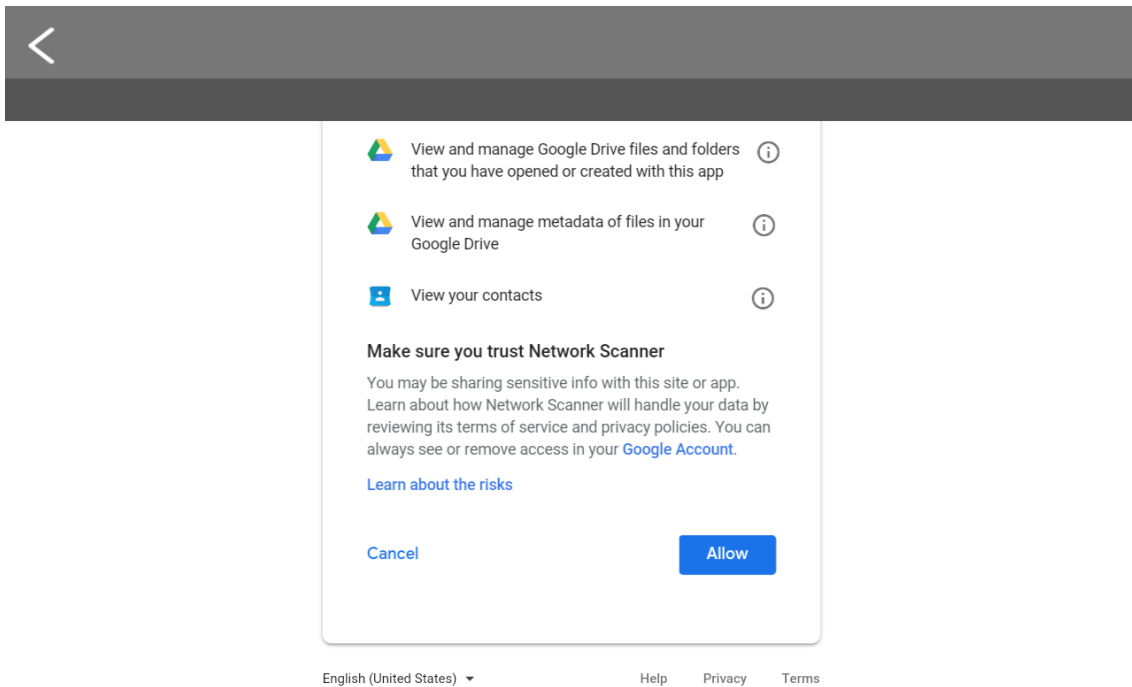 View and manage Google Drive files and folders
that you have opened or created with this app
View and manage metadata of files in your
Google Drive
View your contacts
Make sure you trust Network Scanner
You may be sharing sensitive info with this site or app.
Learn about how Network Scanner will handle your data by
reviewing its terms of service and privacy policies. You can
always see or remove access in your Google Account.
Learn about the risks
Cancel Allow
English (United States) Help Privacy Terms